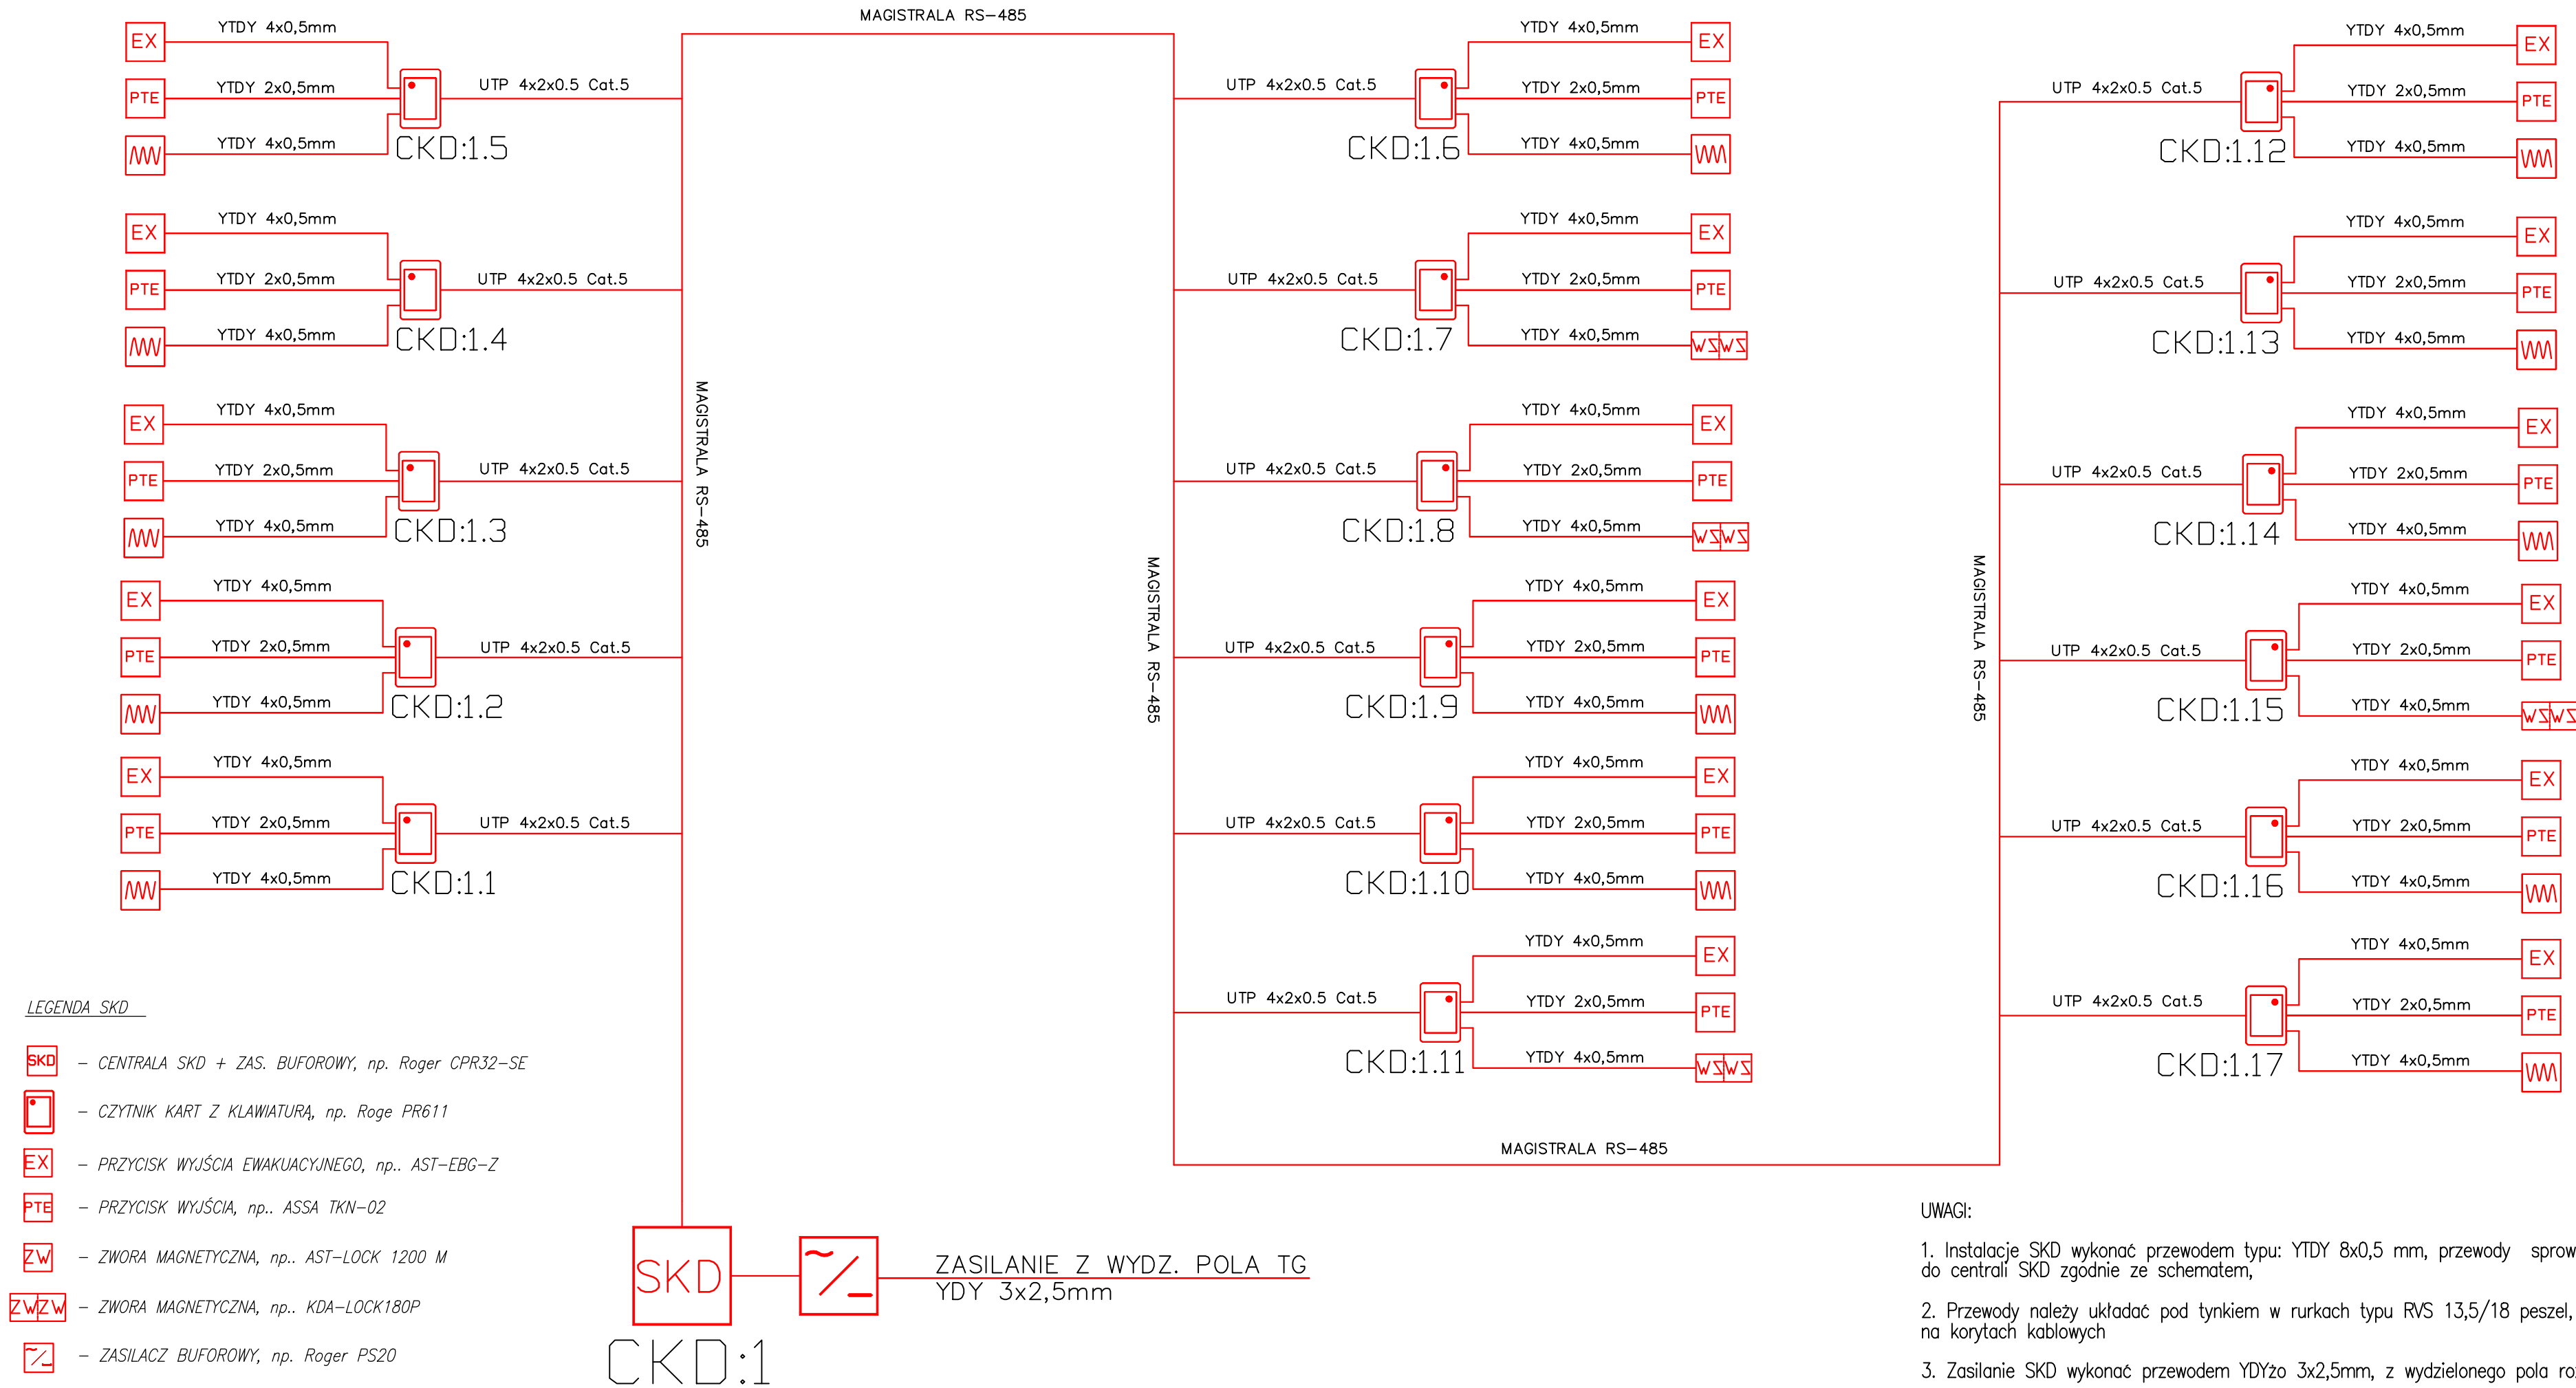 MAGISTRALA RS-485
EX
YTDY 4x0,5mm
PTE
YTDY 2x0,5mm
YTDY 4x0,5mm
CKD:1.5
UTP 4x2x0.5 Cat.5
EX
YTDY 4x0,5mm
PTE
YTDY 2x0,5mm
YTDY 4x0,5mm
CKD:1.4
UTP 4x2x0.5 Cat.5
EX
YTDY 4x0,5mm
PTE
YTDY 2x0,5mm
YTDY 4x0,5mm
CKD:1.3
UTP 4x2x0.5 Cat.5
EX
YTDY 4x0,5mm
PTE
YTDY 2x0,5mm
YTDY 4x0,5mm
CKD:1.2
UTP 4x2x0.5 Cat.5
EX
YTDY 4x0,5mm
PTE
YTDY 2x0,5mm
YTDY 4x0,5mm
CKD:1.1
UTP 4x2x0.5 Cat.5
MAGISTRALA RS-485
UTP 4x2x0.5 Cat.5
CKD:1.6
YTDY 4x0,5mm
EX
YTDY 2x0,5mm
PTE
YTDY 4x0,5mm
UTP 4x2x0.5 Cat.5
CKD:1.7
YTDY 4x0,5mm
EX
YTDY 2x0,5mm
PTE
YTDY 4x0,5mm
WZWZ
UTP 4x2x0.5 Cat.5
CKD:1.8
YTDY 4x0,5mm
EX
YTDY 2x0,5mm
PTE
YTDY 4x0,5mm
WZWZ
MAGISTRALA RS-485
UTP 4x2x0.5 Cat.5
CKD:1.9
YTDY 4x0,5mm
EX
YTDY 2x0,5mm
PTE
YTDY 4x0,5mm
UTP 4x2x0.5 Cat.5
CKD:1.10
YTDY 4x0,5mm
EX
YTDY 2x0,5mm
PTE
YTDY 4x0,5mm
UTP 4x2x0.5 Cat.5
CKD:1.11
YTDY 4x0,5mm
EX
YTDY 2x0,5mm
PTE
YTDY 4x0,5mm
WZWZ
MAGISTRALA RS-485
UTP 4x2x0.5 Cat.5
CKD:1.12
YTDY 4x0,5mm
EX
YTDY 2x0,5mm
PTE
YTDY 4x0,5mm
UTP 4x2x0.5 Cat.5
CKD:1.13
YTDY 4x0,5mm
EX
YTDY 2x0,5mm
PTE
YTDY 4x0,5mm
UTP 4x2x0.5 Cat.5
CKD:1.14
YTDY 4x0,5mm
EX
YTDY 2x0,5mm
PTE
YTDY 4x0,5mm
MAGISTRALA RS-485
UTP 4x2x0.5 Cat.5
CKD:1.15
YTDY 4x0,5mm
EX
YTDY 2x0,5mm
PTE
YTDY 4x0,5mm
WZWZ
UTP 4x2x0.5 Cat.5
CKD:1.16
YTDY 4x0,5mm
EX
YTDY 2x0,5mm
PTE
YTDY 4x0,5mm
UTP 4x2x0.5 Cat.5
CKD:1.17
YTDY 4x0,5mm
EX
YTDY 2x0,5mm
PTE
YTDY 4x0,5mm
LEGENDA SKD
SKD - CENTRALA SKD + ZAS. BUFOROWY, np. Roger CPR32-SE
- CZYTNIK KART Z KLAWIATURĄ, np. Roge PR611
EX - PRZYCISK WYJŚCIA EWAKUACYJNEGO, np.. AST-EBG-Z
PTE - PRZYCISK WYJŚCIA, np.. ASSA TKN-02
ZW - ZWORA MAGNETYCZNA, np.. AST-LOCK 1200 M
ZWZW - ZWORA MAGNETYCZNA, np.. KDA-LOCK180P
- ZASILACZ BUFOROWY, np. Roger PS20
SKD
CKD:1
ZASILANIE Z WYDZ. POLA TG
YDY 3x2,5mm
UWAGI:
1. Instalacje SKD wykonać przewodem typu: YTDY 8x0,5 mm, przewody sprow
do centrali SKD zgodnie ze schematem,
2. Przewody należy układać pod tynkiem w rurkach typu RVS 13,5/18 peszel,
na korytach kablowych
3. Zasilanie SKD wykonać przewodem YDYżo 3x2,5mm, z wydzielonego pola ro